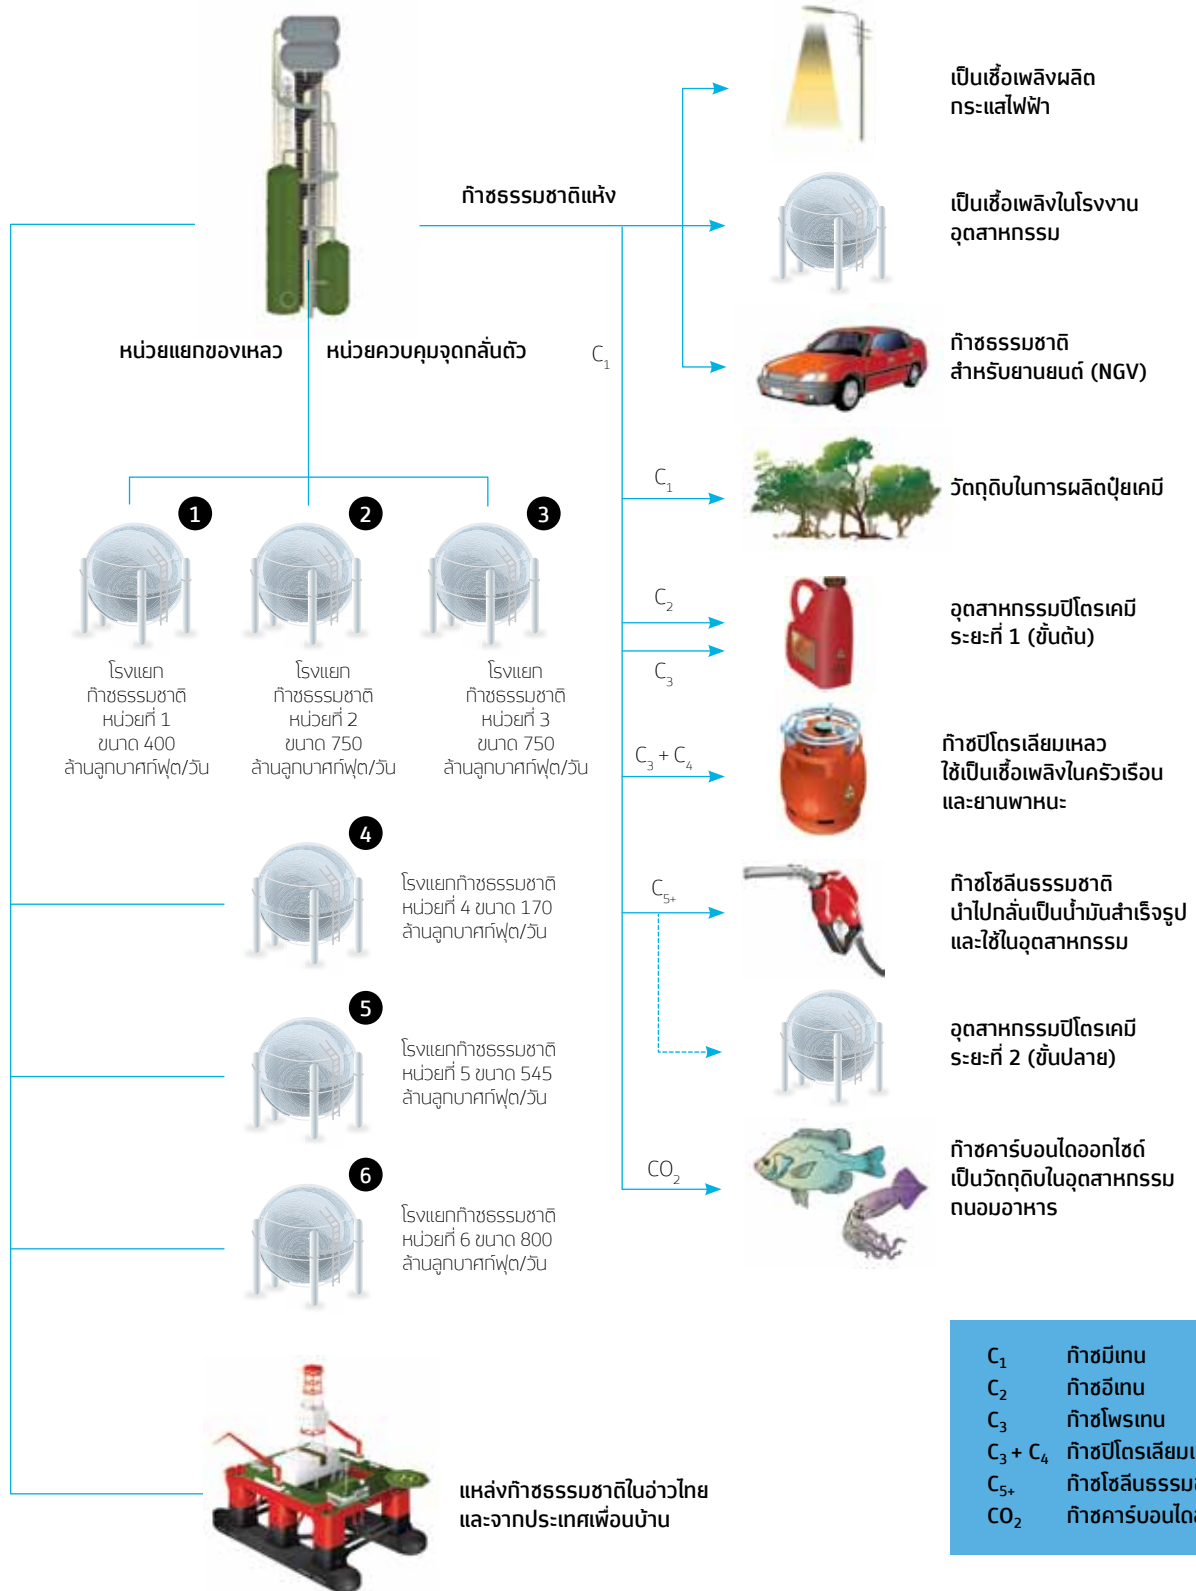 ก๊าซธรรมชาติแห้ง
หน่วยแยกของเหลว
หน่วยควบคุมจุดกลั่นตัว
1
2
3
โรงแยก
ก๊าซธรรมชาติ
หน่วยที่ 1
ขนาด 400
ล้านลูกบาศก์ฟุต/วัน
โรงแยก
ก๊าซธรรมชาติ
หน่วยที่ 2
ขนาด 750
ล้านลูกบาศก์ฟุต/วัน
โรงแยก
ก๊าซธรรมชาติ
หน่วยที่ 3
ขนาด 750
ล้านลูกบาศก์ฟุต/วัน
4
โรงแยกก๊าซธรรมชาติ
หน่วยที่ 4 ขนาด 170
ล้านลูกบาศก์ฟุต/วัน
5
โรงแยกก๊าซธรรมชาติ
หน่วยที่ 5 ขนาด 545
ล้านลูกบาศก์ฟุต/วัน
6
โรงแยกก๊าซธรรมชาติ
หน่วยที่ 6 ขนาด 800
ล้านลูกบาศก์ฟุต/วัน
แหล่งก๊าซธรรมชาติในอ่าวไทย
และจากประเทศเพื่อนบ้าน
C₁
เป็นเชื้อเพลิงผลิต
กระแสไฟฟ้า
เป็นเชื้อเพลิงในโรงงาน
อุตสาหกรรม
ก๊าซธรรมชาติ
สำหรับยานยนต์ (NGV)
C₁
วัตถุดิบในการผลิตปุ๋ยเคมี
C₂
C₃
อุตสาหกรรมปิโตรเคมี
ระยะที่ 1 (ขั้นต้น)
C₃ + C₄
ก๊าซปิโตรเลียมเหลว
ใช้เป็นเชื้อเพลิงในครัวเรือน
และยานพาหนะ
C₅₊
ก๊าซโซลีนธรรมชาติ
นำไปกลั่นเป็นน้ำมันสำเร็จรูป
และใช้ในอุตสาหกรรม
อุตสาหกรรมปิโตรเคมี
ระยะที่ 2 (ขั้นปลาย)
CO₂
ก๊าซคาร์บอนไดออกไซด์
เป็นวัตถุดิบในอุตสาหกรรม
ถนอมอาหาร
C₁ ก๊าซมีเทน
C₂ ก๊าซอีเทน
C₃ ก๊าซโพรเทน
C₃ + C₄ ก๊าซปิโตรเลียม
C₅₊ ก๊าซโซลีนธรรม
CO₂ ก๊าซคาร์บอนได